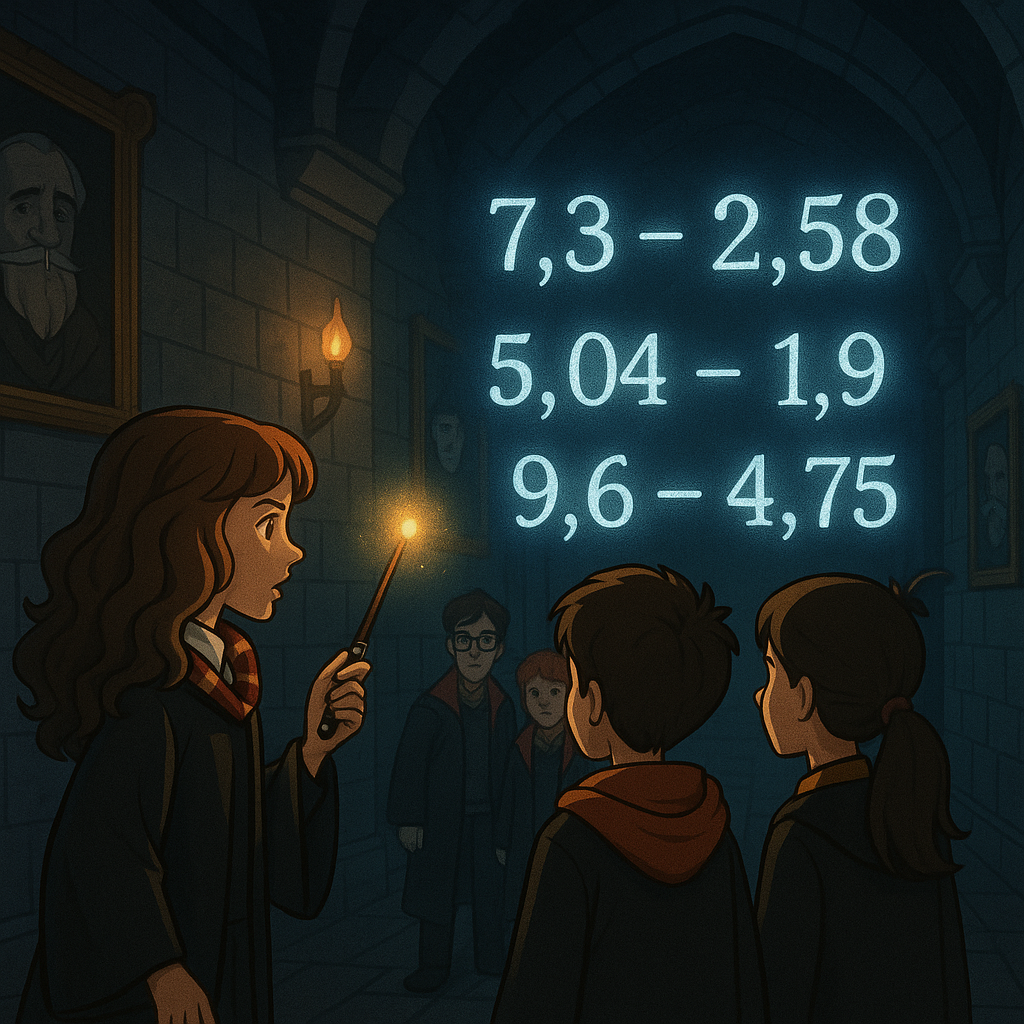 7,3 – 2,58
5,04 – 1,9
9,6 – 4,75